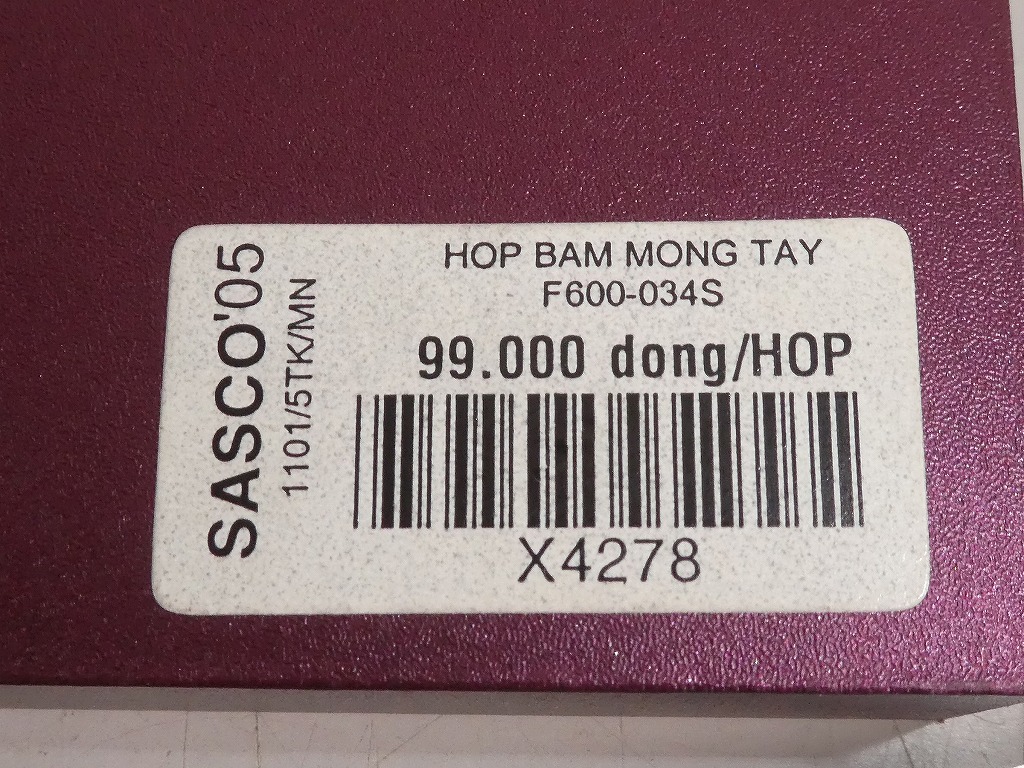 SASCO'05
1101/5TK/MN
HOP BAM MONG TAY
F600-034S
99.000 dong/HOP
X4278